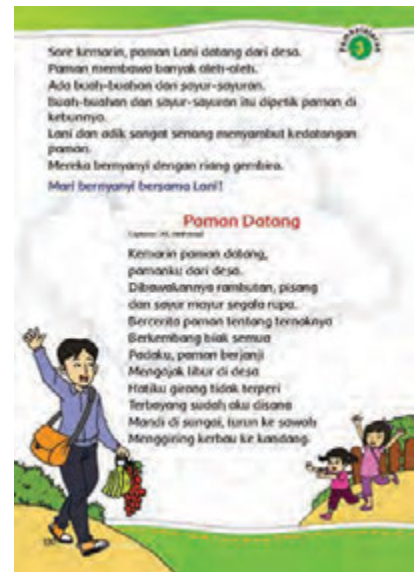 Pembelajaran
3
Sore kemarin, paman Lani datang dari desa.
Paman membawa banyak oleh-oleh.
Ada buah-buahan dan sayur-sayuran.
Buah-buahan dan sayur-sayuran itu dipetik paman di
kebunnya.
Lani dan adik sangat senang menyambut kedatangan
paman.
Mereka bernyanyi dengan riang gembira.
Mari bernyanyi bersama Lani!
Paman Datang
Kemarin paman datang,
pamanku dari desa.
Dibawakannya rambutan, pisang
dan sayur mayur segala rupa.
Bercerita paman tentang ternaknya
Berkembang biak semua
Padaku, paman berjanji
Mengajak libur di desa
Hatiku girang tidak terperi
Terbayang sudah aku disana
Mandi di sungai, turun ke sawah
Menggiring kerbau ke kandang.